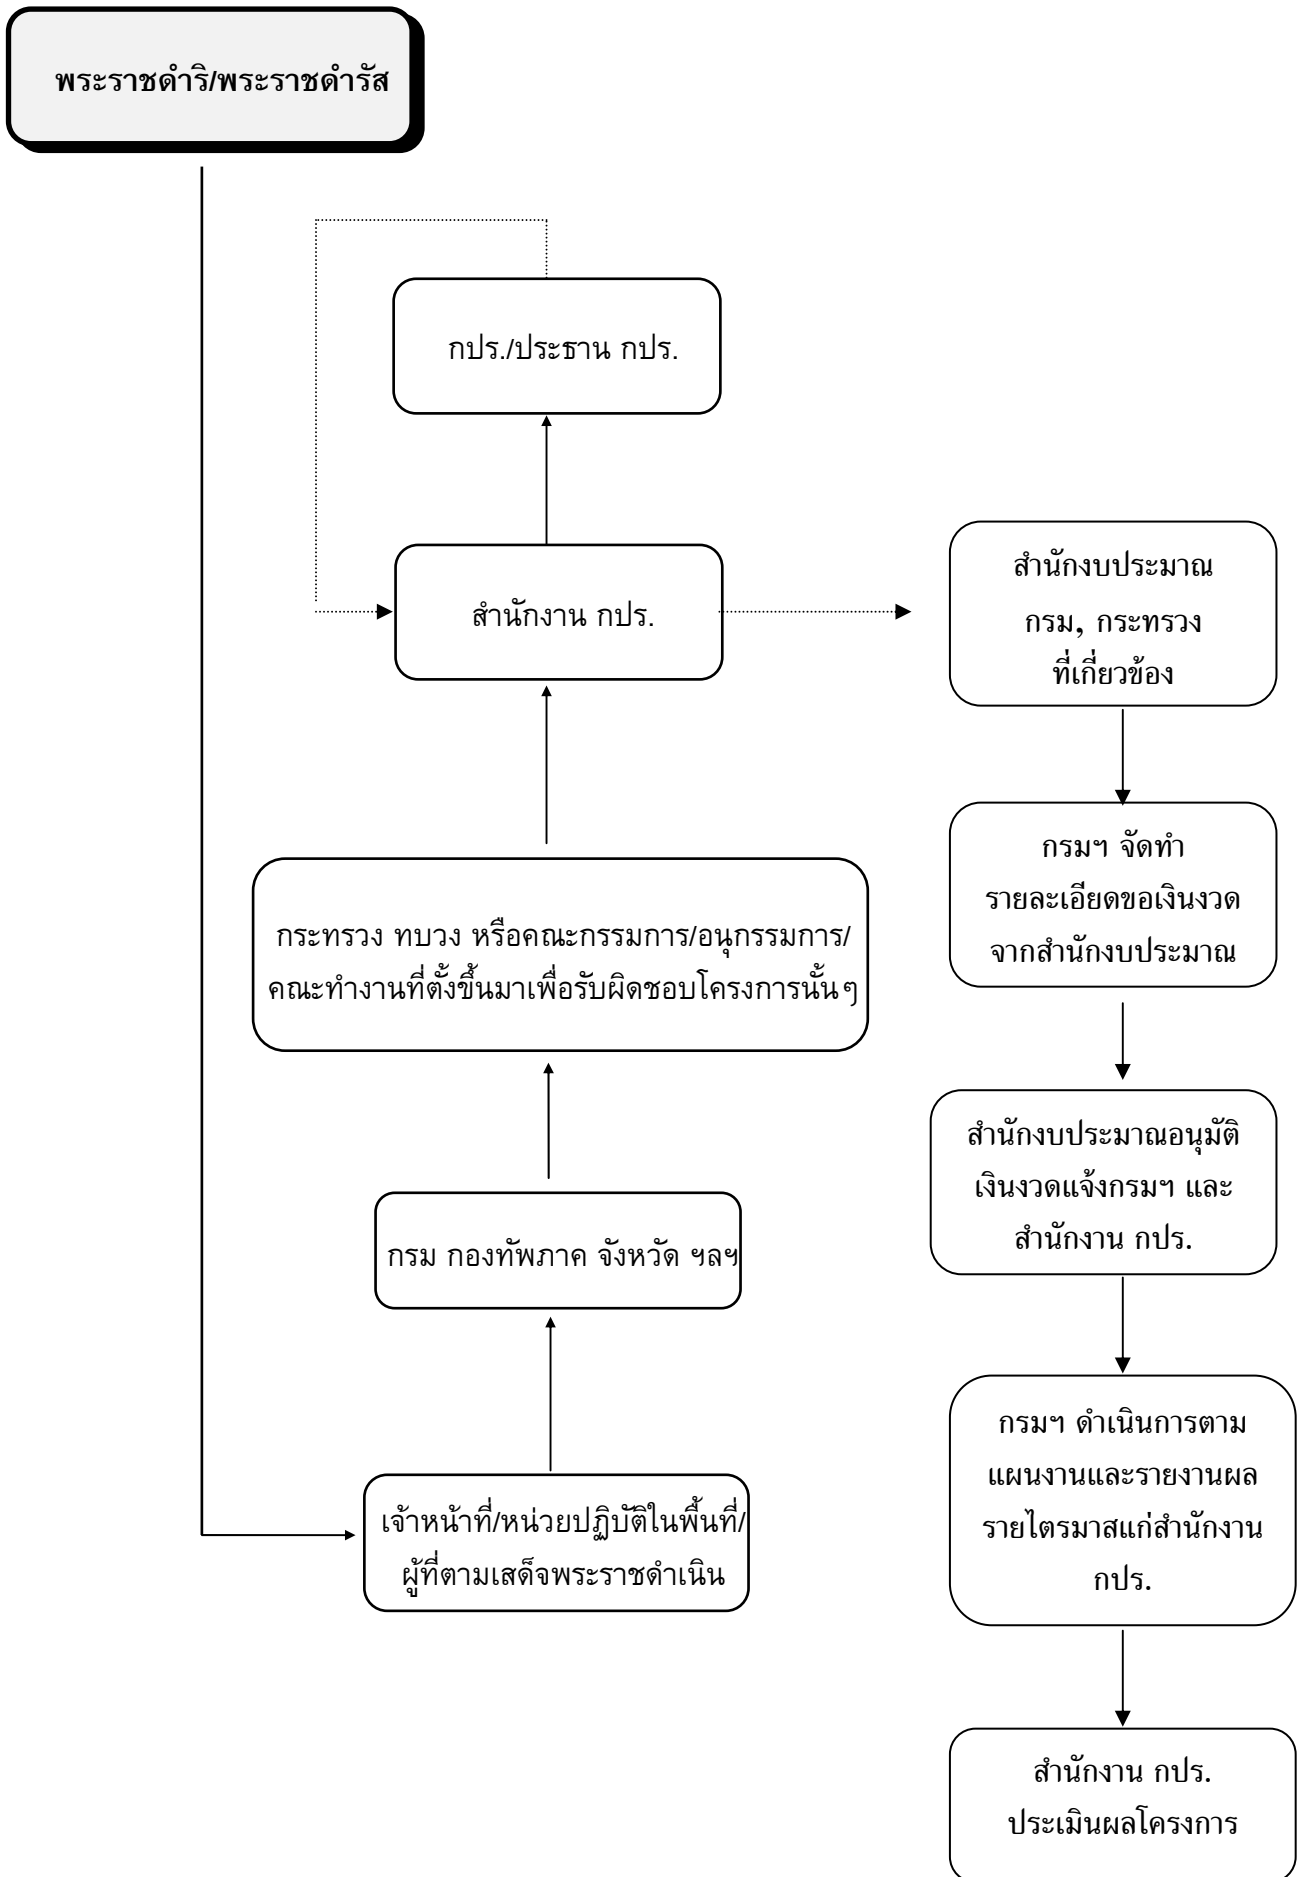 พระราชดำริ/พระราชดำรัส
กปร./ประธาน กปร.
สำนักงาน กปร.
กระทรวง ทบวง หรือคณะกรรมการ/อนุกรรมการ/
คณะทำงานที่ตั้งขึ้นมาเพื่อรับผิดชอบโครงการนั้นๆ
กรม กองทัพภาค จังหวัด ฯลฯ
เจ้าหน้าที่/หน่วยปฏิบัติในพื้นที่/
ผู้ที่ตามเสด็จพระราชดำเนิน
สำนักงบประมาณ
กรม, กระทรวง
ที่เกี่ยวข้อง
กรมฯ จัดทำ
รายละเอียดขอเงินงวด
จากสำนักงบประมาณ
สำนักงบประมาณอนุมัติ
เงินงวดแจ้งกรมฯ และ
สำนักงาน กปร.
กรมฯ ดำเนินการตาม
แผนงานและรายงานผล
รายไตรมาสแก่สำนักงาน
กปร.
สำนักงาน กปร.
ประเมินผลโครงการ